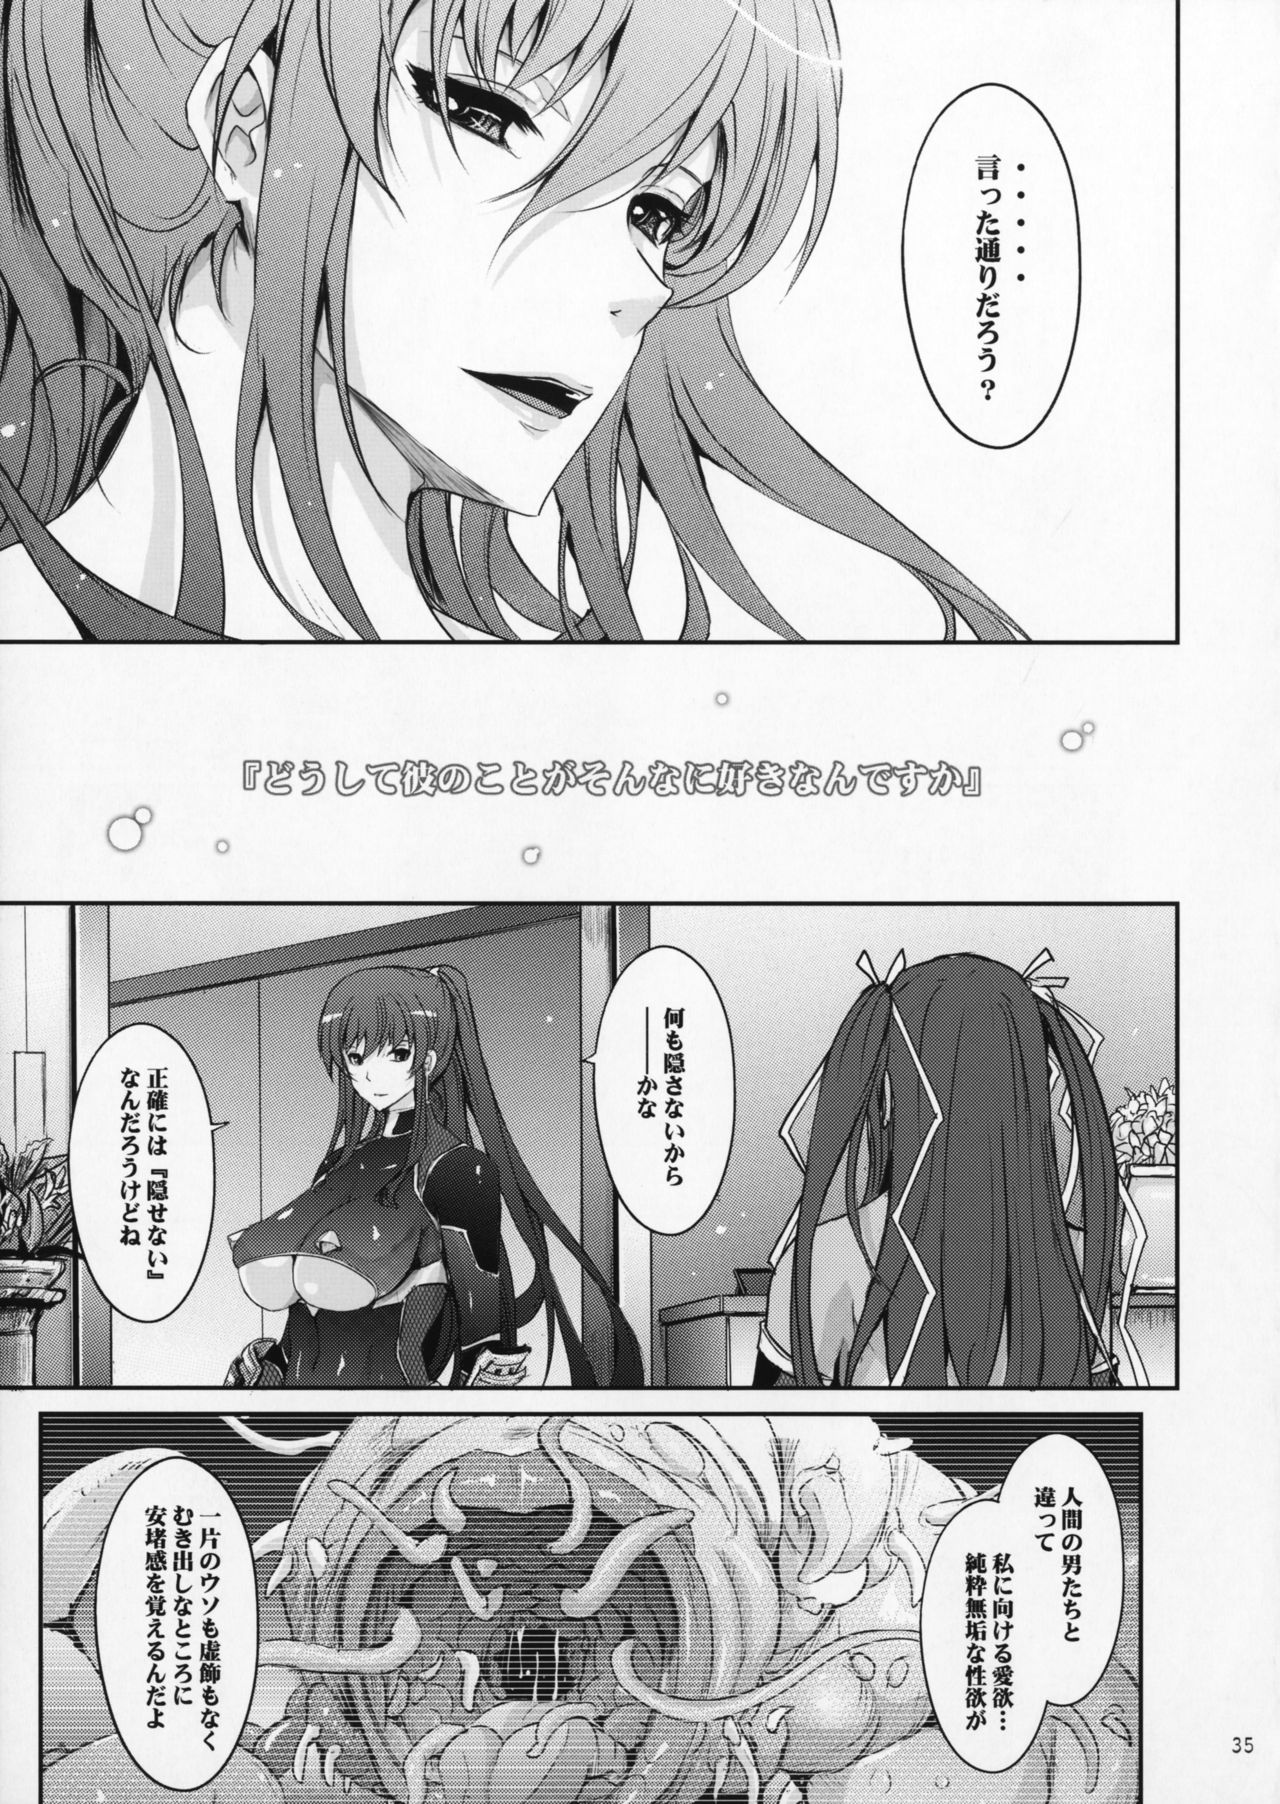 ・・・・・
言った通りだろう？
『どうして彼のことがそんなに好きなんですか』
何も隠さないから
――かな
正確には『隠せない』
なんだろうけどね
人間の男たちと
違って
私に向ける愛欲…
純粋無垢な性欲が
一片のウソも虚飾もなく
むき出しなところに
安堵感を覚えるんだよ
35